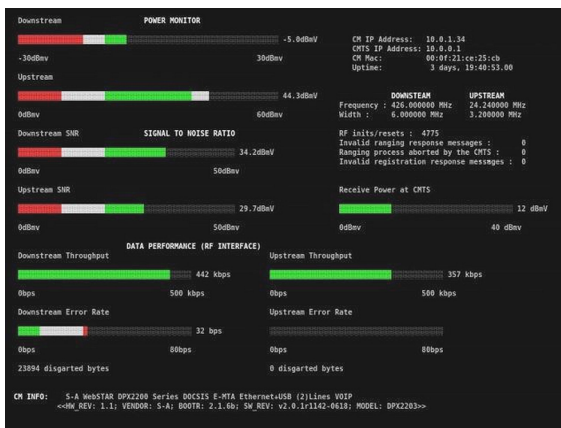 Downstream POWER MONITOR
-5.0dBmV
-30dBmv 30dBmv
CM IP Address: 10.0.1.34
CMTS IP Address: 10.0.0.1
CM Mac: 00:0f:21:ce:25:cb
Uptime: 3 days, 19:40:53.00
Upstream
44.3dBmV
0dBmv 60dBmv
DOWNSTEAM UPSTREAM
Frequency : 426.000000 MHz 24.240000 MHz
Width : 6.000000 MHz 3.200000 MHz
Downstream SNR SIGNAL TO NOISE RATIO
34.2dBmV
0dBmv 50dBmv
RF inits/resets : 4775
Invalid ranging response messages : 0
Ranging process aborted by the CMTS : 0
Invalid registration response messages : 0
Upstream SNR
29.7dBmV
0dBmv 50dBmv
Receive Power at CMTS
12 dBmV
0dBmv 40 dBmv
DATA PERFORMANCE (RF INTERFACE)
Downstream Throughput Upstream Throughput
442 kbps 357 kbps
0bps 500 kbps 0bps 500 kbps
Downstream Error Rate Upstream Error Rate
32 bps
0bps 80bps 0bps 80bps
23894 disgarted bytes 0 disgarted bytes
CM INFO: S-A WebSTAR DPX2200 Series DOCSIS E-MTA Ethernet+USB (2)Lines VOIP
<<HW_REV: 1.1; VENDOR: S-A; BOOTR: 2.1.6b; SW_REV: v2.0.1r1142-0618; MODEL: DPX2203>>